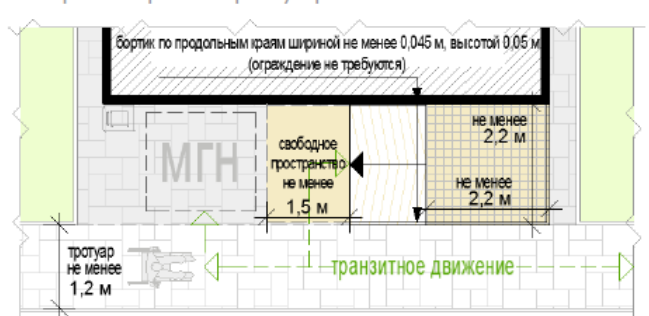 бортик по продольным краям шириной не менее 0,045 м, высотой 0,05 м
(ограждение не требуются)
не менее
2,2 м
свободное
пространство
не менее
1,5 м
МГН
не менее
2,2 м
тротуар
не менее
1,2 м
транзитное движение